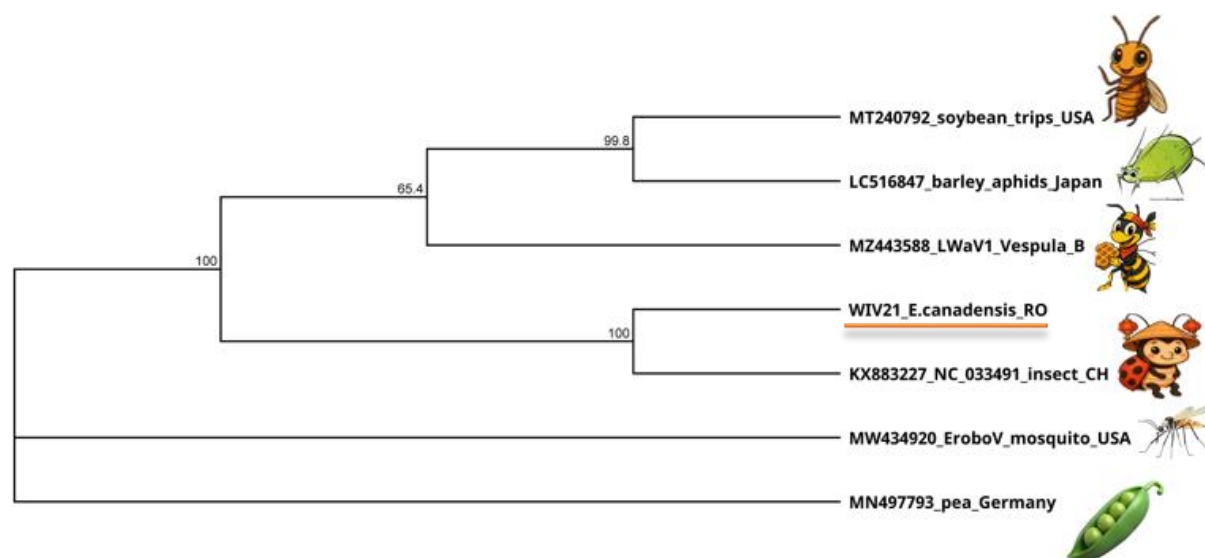 MT240792_soybean_trips_USA
99.8
LC516847_barley_aphids_Japan
65.4
MZ443588_LWaV1_Vespula_B
100
WIV21_E.canadensis_RO
100
KX883227_NC_033491_insect_CH
MW434920_EroboV_mosquito_USA
MN497793_pea_Germany